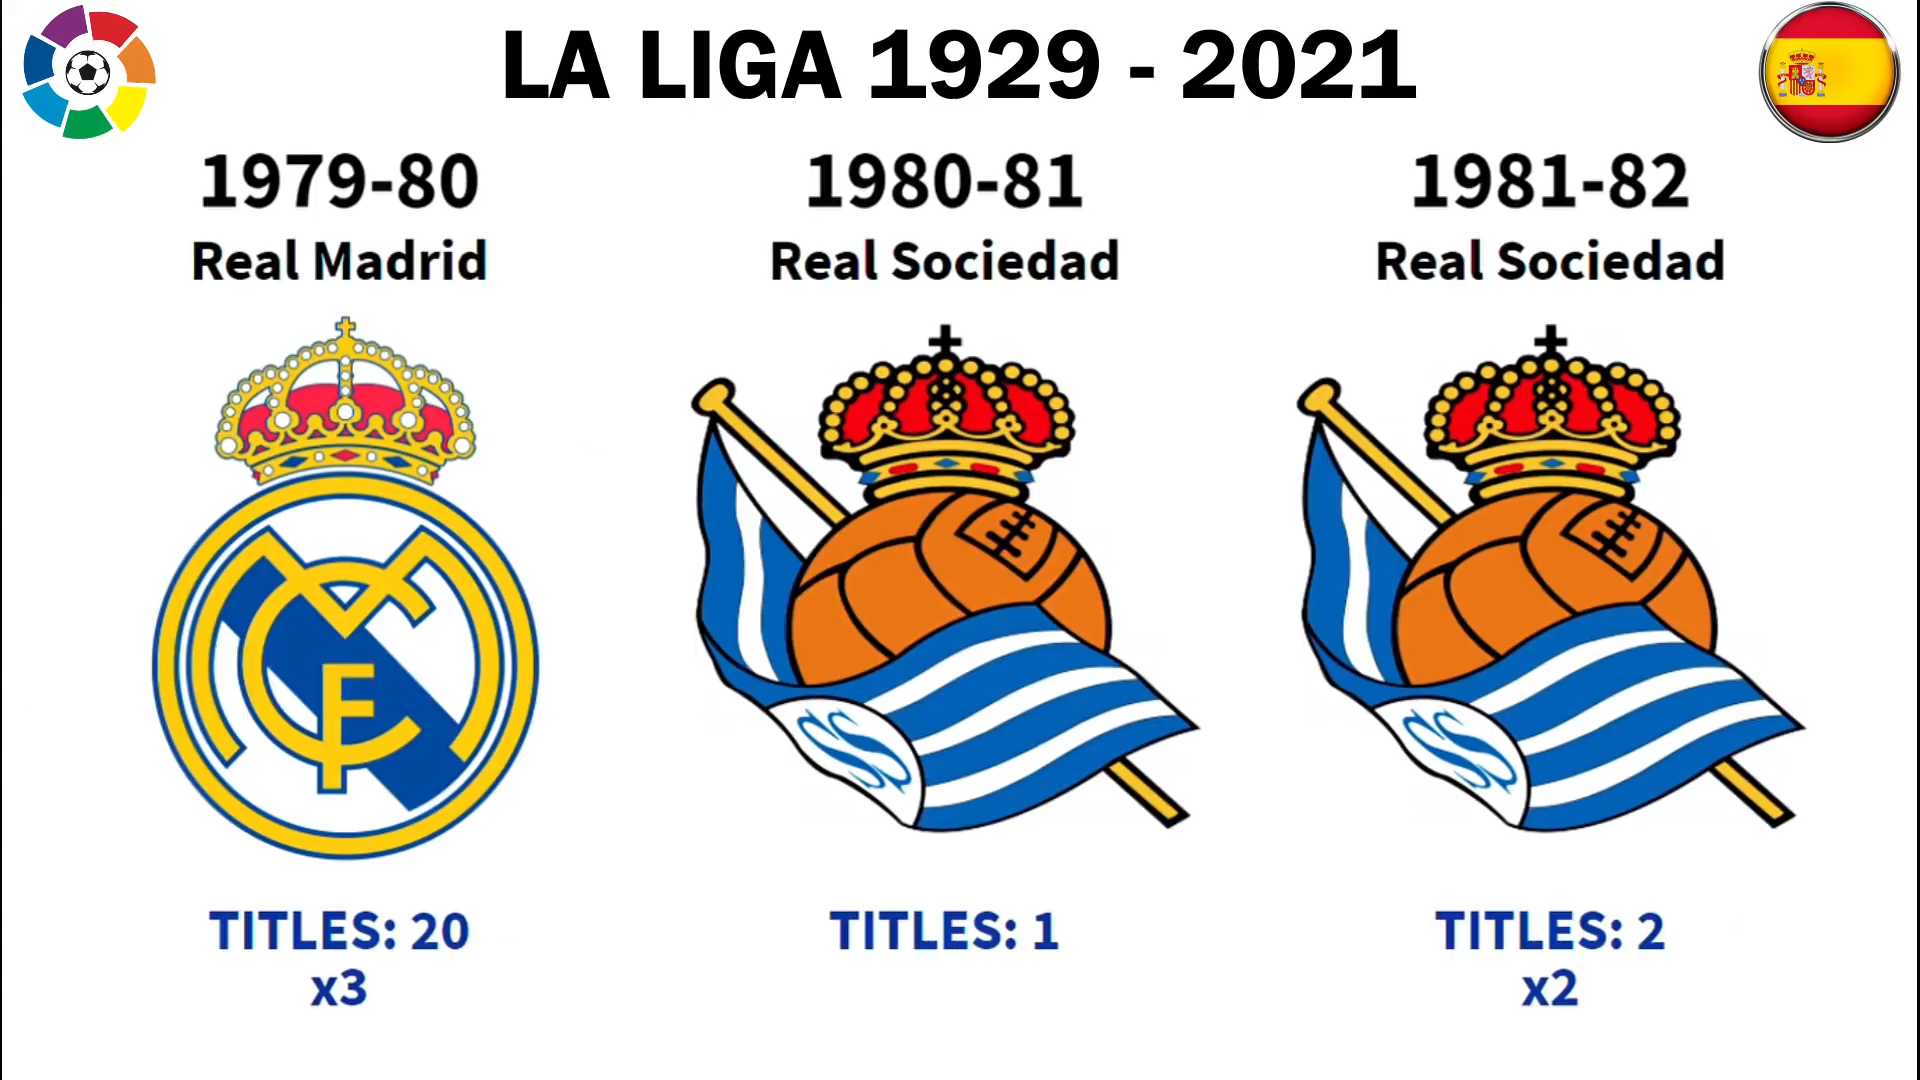 LA LIGA 1929 - 2021
1979-80
Real Madrid
TITLES: 20
x3
1980-81
Real Sociedad
TITLES: 1
1981-82
Real Sociedad
TITLES: 2
x2